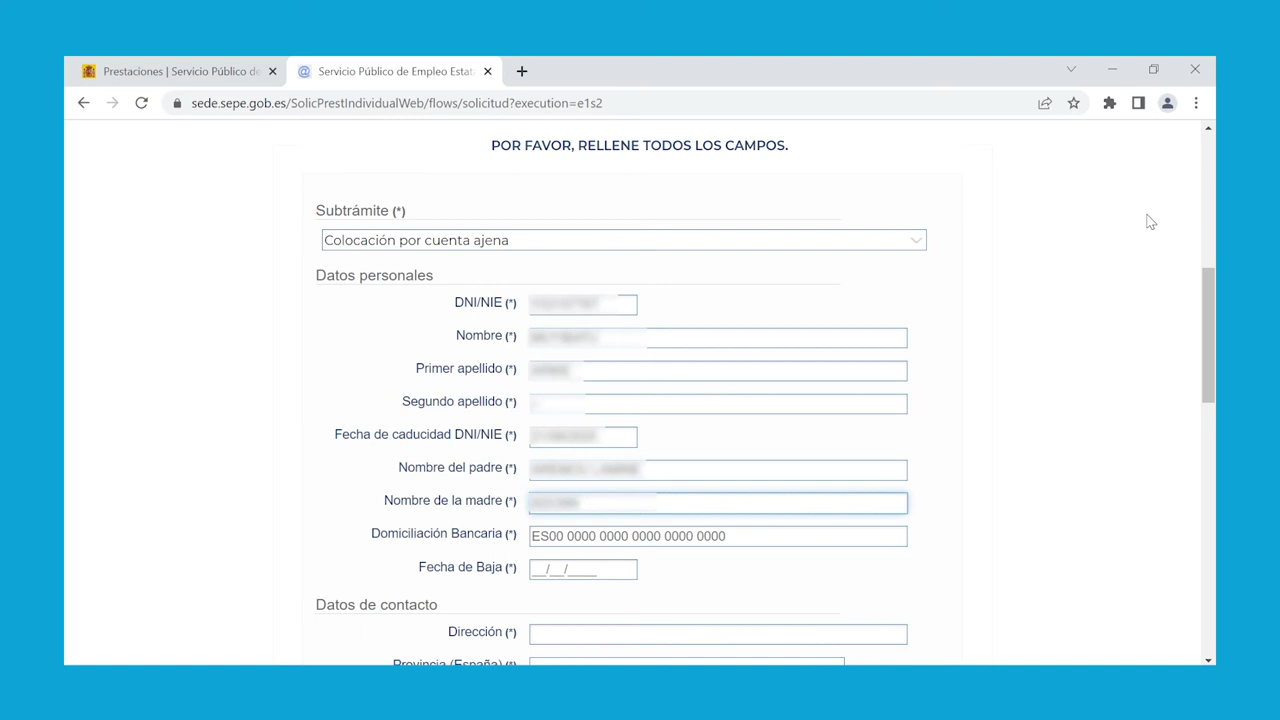 Prestaciones | Servicio Público de
Servicio Público de Empleo Estat
sede.sepe.gob.es/SolicPrestIndividualWeb/flows/solicitud?execution=e1s2
POR FAVOR, RELLENE TODOS LOS CAMPOS.
Subtrámite (*)
Colocación por cuenta ajena
Datos personales
DNI/NIE (*)
Nombre (*)
Primer apellido (*)
Segundo apellido (*)
Fecha de caducidad DNI/NIE (*)
Nombre del padre (*)
Nombre de la madre (*)
Domiciliación Bancaria (*) ES00 0000 0000 0000 0000 0000
Fecha de Baja (*) __/__/____
Datos de contacto
Dirección (*)
Provincia (España) (*)